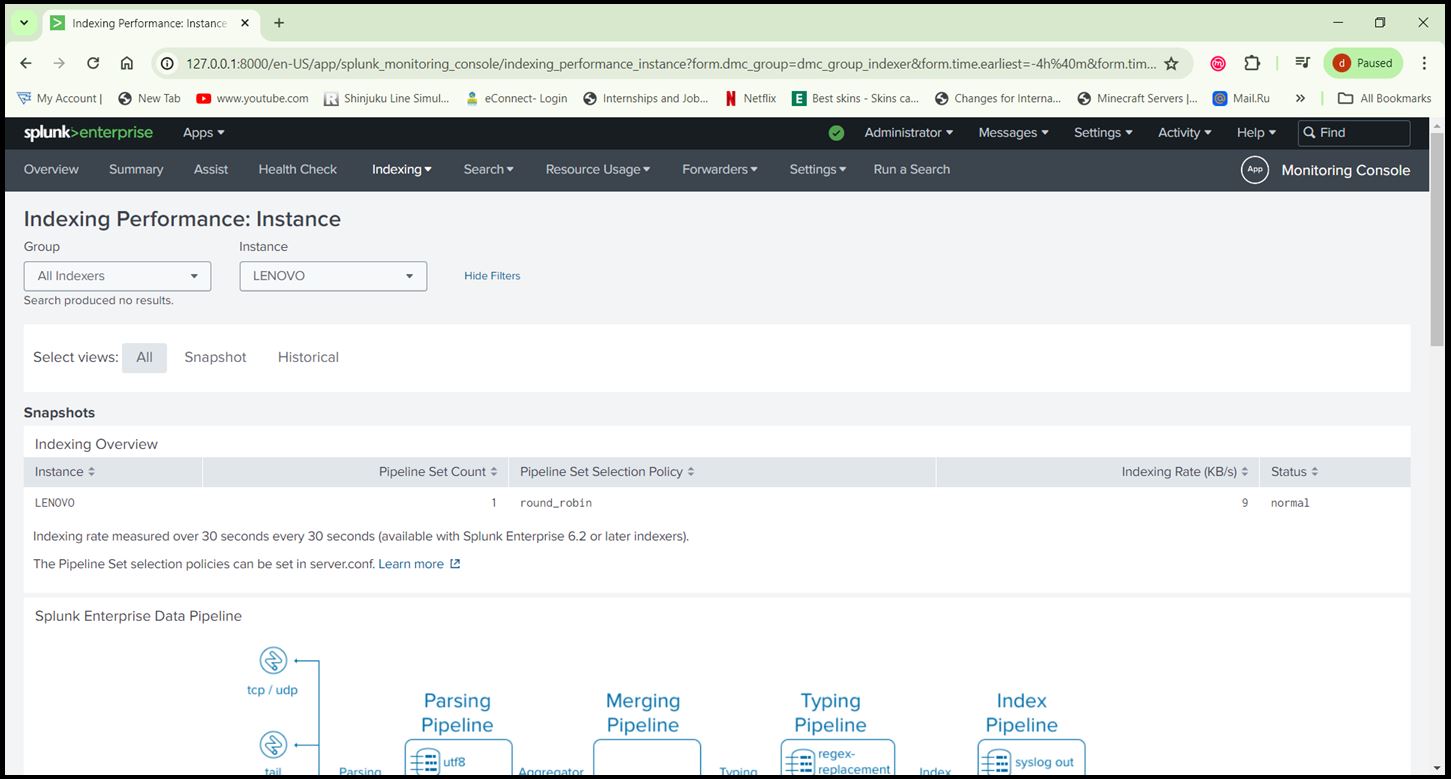 Indexing Performance: Instance
127.0.0.1:8000/en-US/app/splunk_monitoring_console/indexing_performance_instance?form.dmc_group=dmc_group_indexer&form.time.earliest=-4h%40m&form.tim...
d Paused
My Account | New Tab www.youtube.com Shinjuku Line Simul... eConnect- Login Internships and Job... Netflix Best skins - Skins ca... Changes for Interna... Minecraft Servers |... Mail.Ru » All Bookmarks
splunk>enterprise Apps Administrator Messages Settings Activity Help Find
Overview Summary Assist Health Check Indexing Search Resource Usage Forwarders Settings Run a Search App Monitoring Console
Indexing Performance: Instance
Group Instance
All Indexers LENOVO Hide Filters
Search produced no results.
Select views: All Snapshot Historical
Snapshots
Indexing Overview
Instance Pipeline Set Count Pipeline Set Selection Policy Indexing Rate (KB/s) Status
LENOVO 1 round_robin 9 normal
Indexing rate measured over 30 seconds every 30 seconds (available with Splunk Enterprise 6.2 or later indexers).
The Pipeline Set selection policies can be set in server.conf. Learn more
Splunk Enterprise Data Pipeline
tcp / udp
Parsing Merging Typing Index
Pipeline Pipeline Pipeline Pipeline
utf8 regex- syslog out
replacement
tail Parsing Aggregator Typing Index